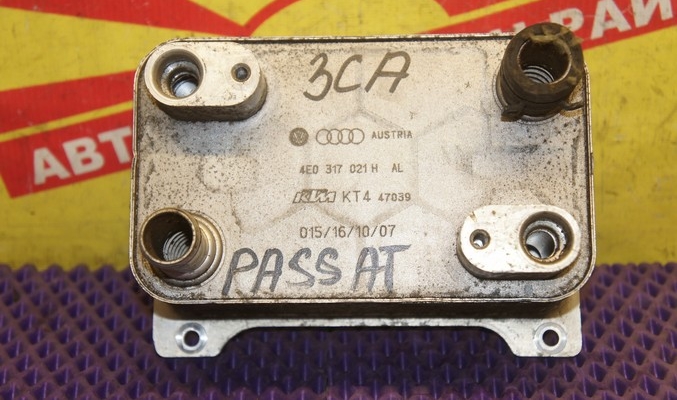 РАЙ
АВТ
3CA
AUSTRIA
4E0 317 021 H AL
KTM KT4 47039
015/16/10/07
PASSAT